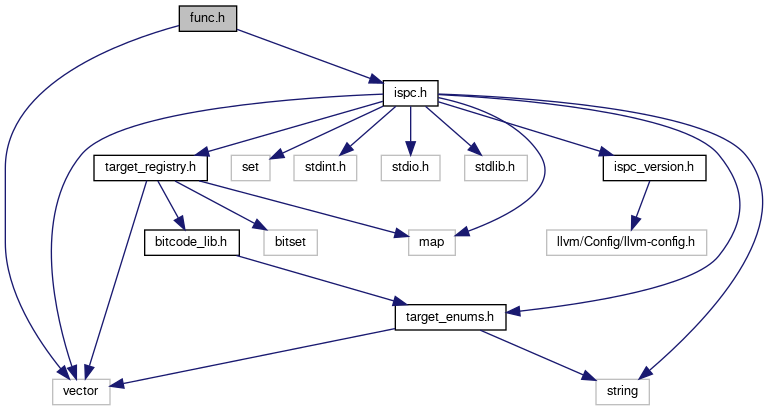 func.h
ispc.h
target_registry.h
set
stdint.h
stdio.h
stdlib.h
ispc_version.h
bitcode_lib.h
bitset
map
llvm/Config/llvm-config.h
target_enums.h
vector
string